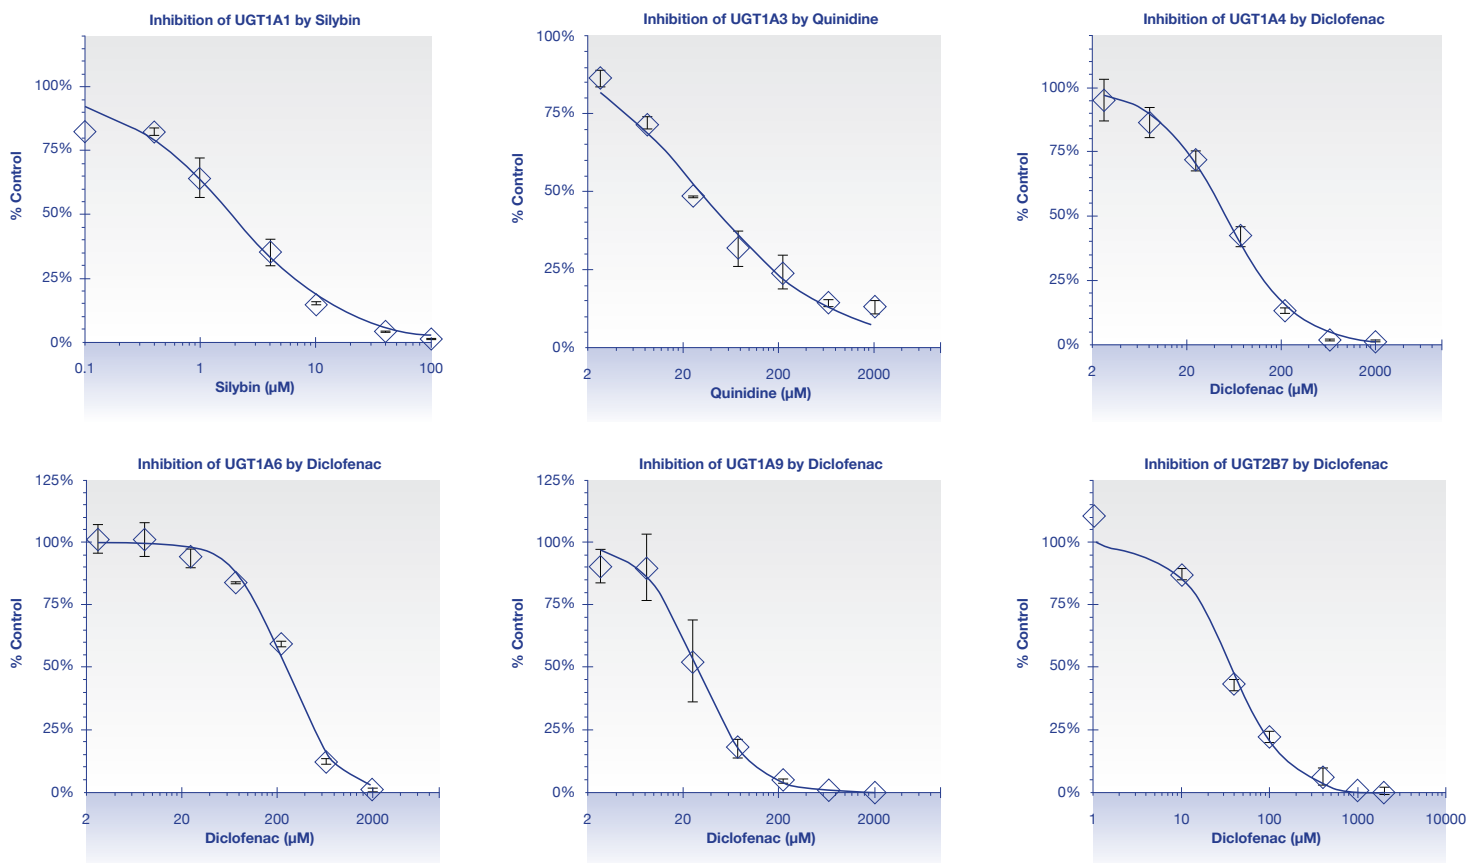 Inhibition of UGT1A1 by Silybin
% Control
100%
75%
50%
25%
0%
0.1 1 10 100
Silybin (µM)
Inhibition of UGT1A3 by Quinidine
% Control
100%
75%
50%
25%
0%
2 20 200 2000
Quinidine (µM)
Inhibition of UGT1A4 by Diclofenac
% Control
100%
75%
50%
25%
0%
2 20 200 2000
Diclofenac (µM)
Inhibition of UGT1A6 by Diclofenac
% Control
125%
100%
75%
50%
25%
0%
2 20 200 2000
Diclofenac (µM)
Inhibition of UGT1A9 by Diclofenac
% Control
125%
100%
75%
50%
25%
0%
2 20 200 2000
Diclofenac (µM)
Inhibition of UGT2B7 by Diclofenac
% Control
100%
75%
50%
25%
0%
1 10 100 1000 10000
Diclofenac (µM)